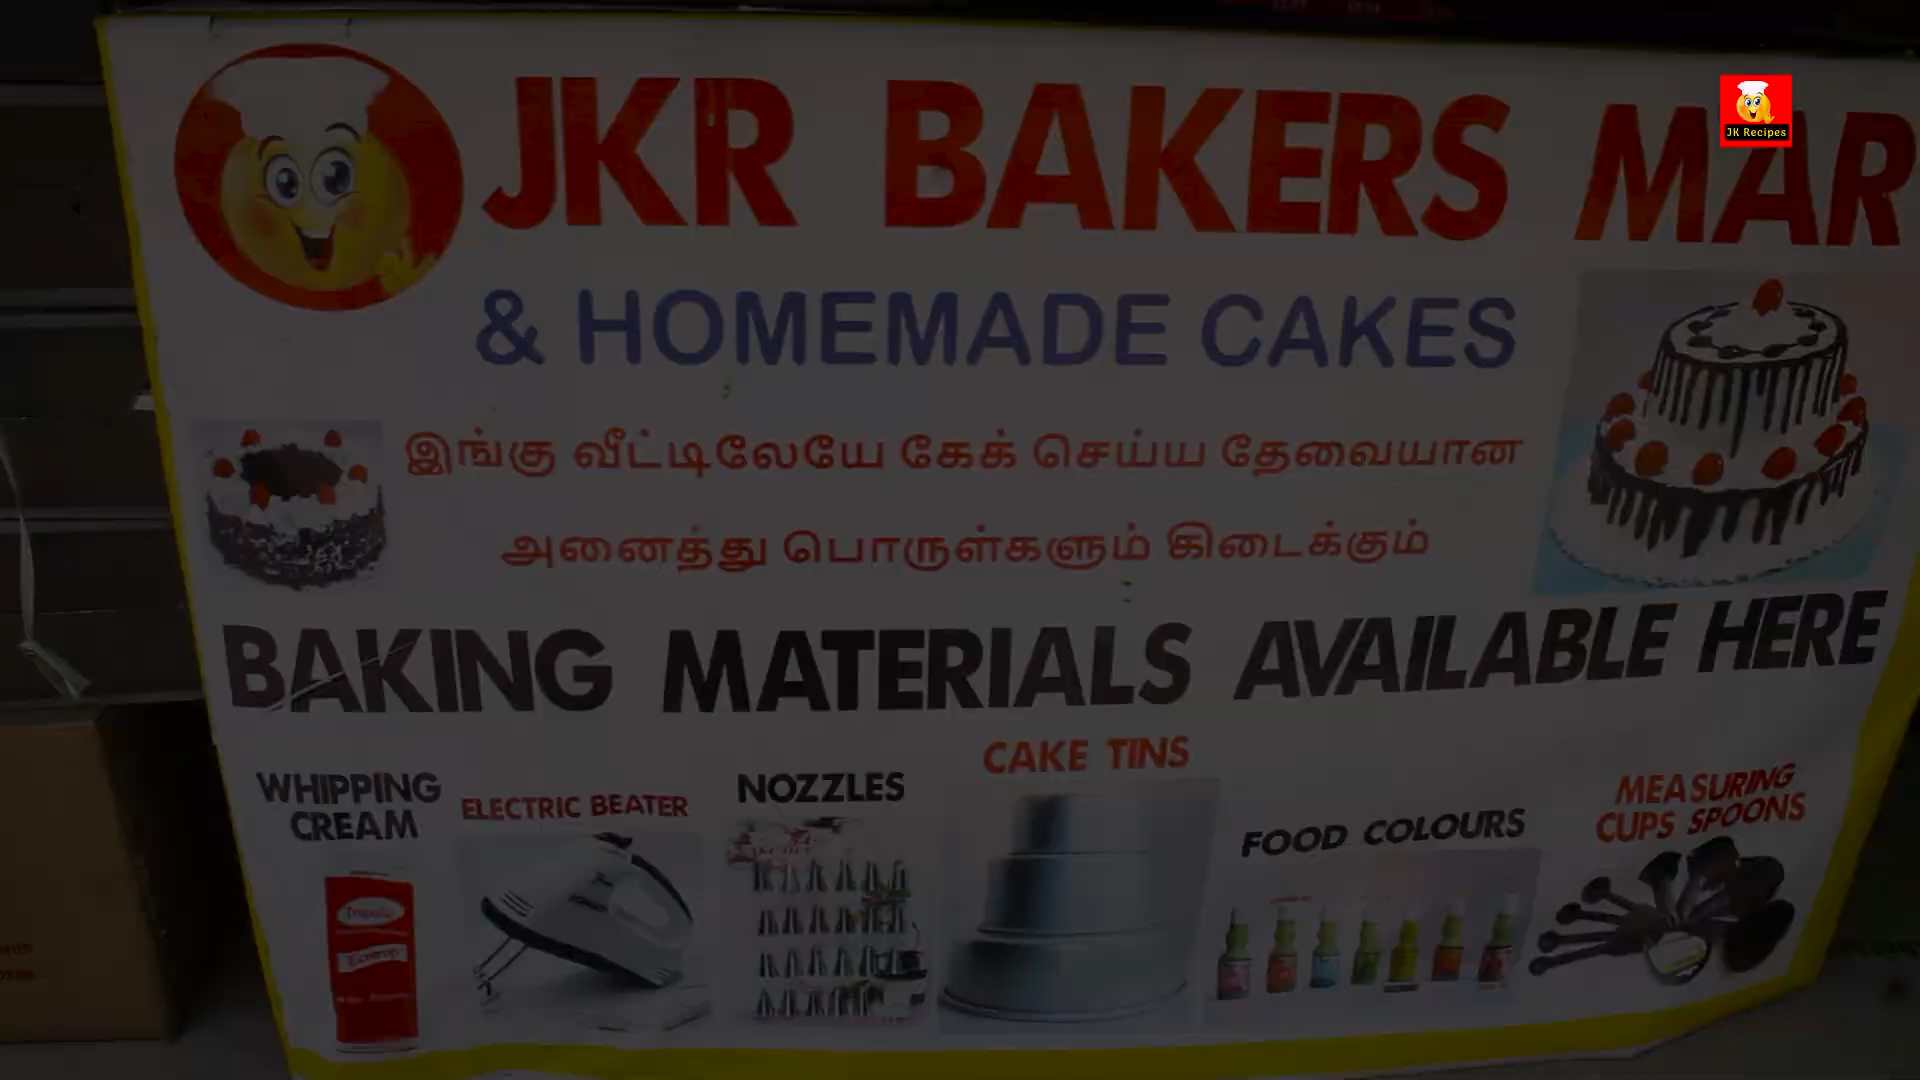 JKR BAKERS MAR
JK Recipes
& HOMEMADE CAKES
இங்கு வீட்டிலேயே கேக் செய்ய தேவையான
அனைத்து பொருள்களும் கிடைக்கும்
BAKING MATERIALS AVAILABLE HERE
WHIPPING
CREAM
ELECTRIC BEATER
NOZZLES
CAKE TINS
FOOD COLOURS
MEASURING
CUPS SPOONS